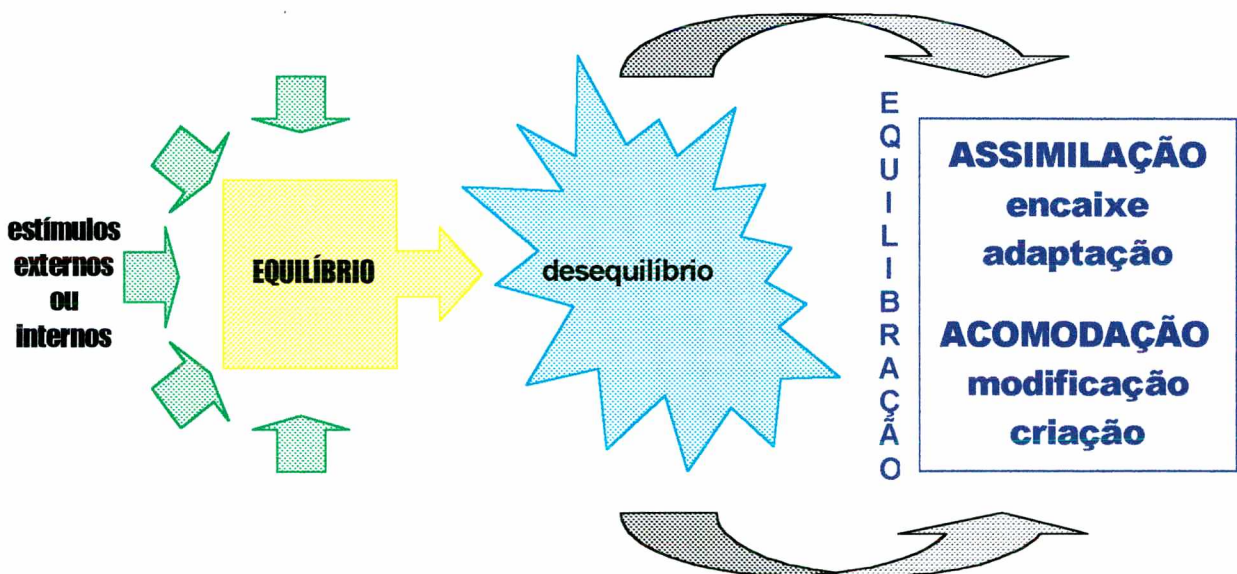 estímulos
externos
ou
internos
EQUILÍBRIO
desequilíbrio
EQUILIBRAÇÃO
ASSIMILAÇÃO
encaixe
adaptação
ACOMODAÇÃO
modificação
criação